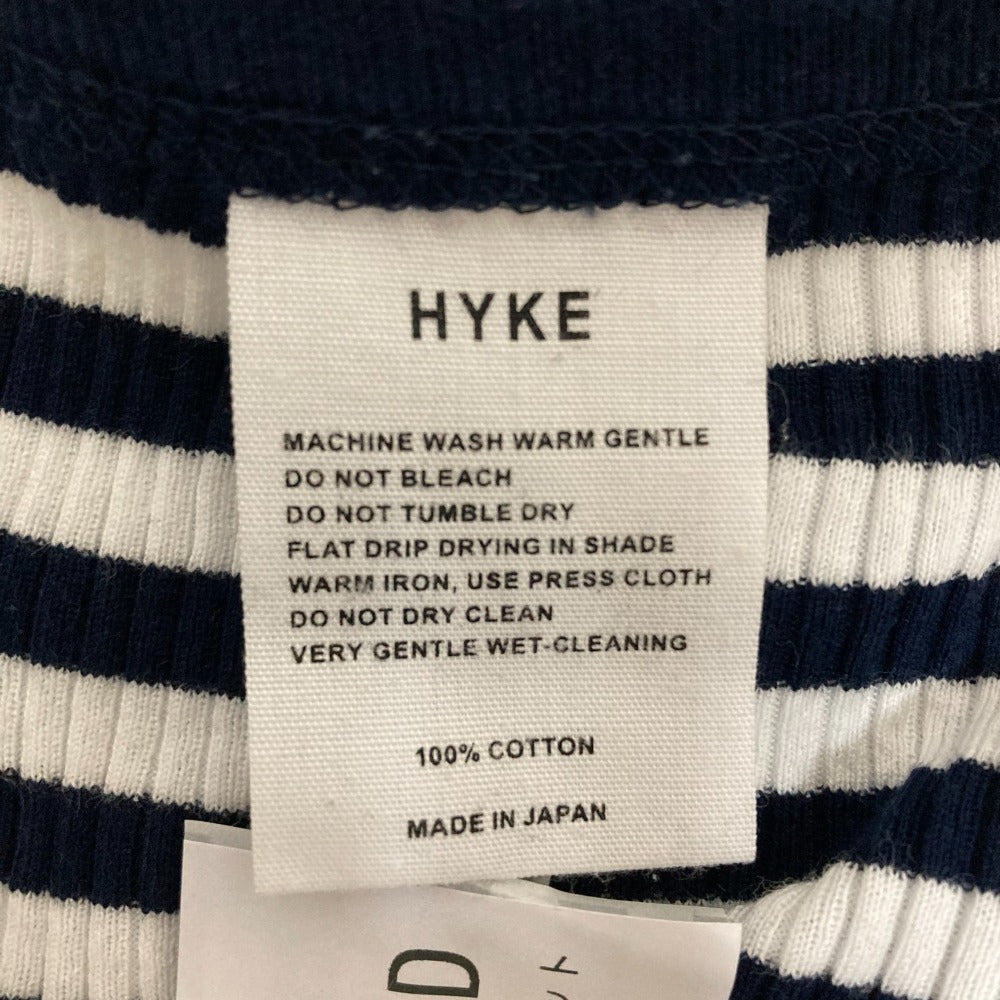 HYKE
MACHINE WASH WARM GENTLE
DO NOT BLEACH
DO NOT TUMBLE DRY
FLAT DRIP DRYING IN SHADE
WARM IRON, USE PRESS CLOTH
DO NOT DRY CLEAN
VERY GENTLE WET-CLEANING
100% COTTON
MADE IN JAPAN
D